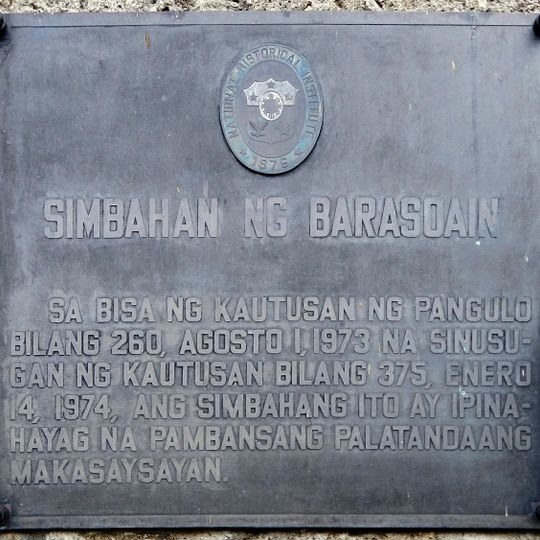 NATIONAL HISTORICAL INSTITUTE
1976
SIMBAHAN NG BARASOAIN
SA BISA NG KAUTUSAN NG PANGULO
BILANG 260, AGOSTO 1, 1973 NA SINUSU-
GAN NG KAUTUSAN BILANG 375, ENERO
14, 1974, ANG SIMBAHANG ITO AY IPINA-
HAYAG NA PAMBANSANG PALATANDAANG
MAKASAYSAYAN.